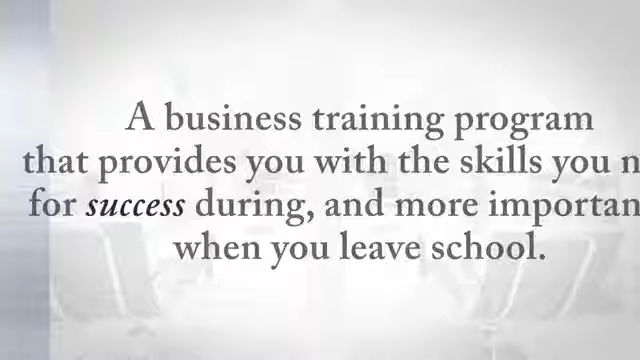 A business training program
that provides you with the skills you n
for success during, and more importan
when you leave school.